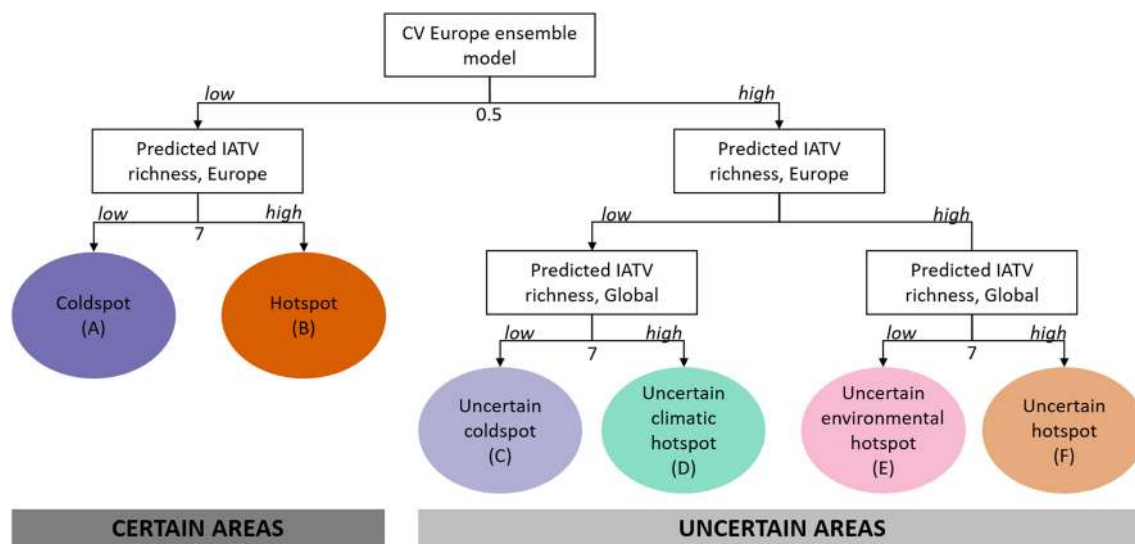 CV Europe ensemble
model
low
high
0.5
Predicted IATV
richness, Europe
Predicted IATV
richness, Europe
low
high
7
low
high
Coldspot
(A)
Hotspot
(B)
Predicted IATV
richness, Global
Predicted IATV
richness, Global
low
high
7
low
high
7
Uncertain
coldspot
(C)
Uncertain
climatic
hotspot
(D)
Uncertain
environmental
hotspot
(E)
Uncertain
hotspot
(F)
CERTAIN AREAS
UNCERTAIN AREAS